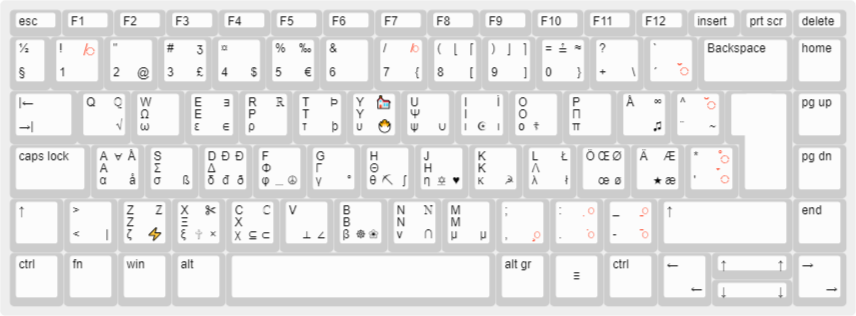 esc F1 F2 F3 F4 F5 F6 F7 F8 F9 F10 F11 F12 insert prt scr delete
½ ! " # ʒ ¤ % ‰ & / ( ⌊ ⌈ ) ⌋ ⌉ = ≟ ≈ ? ` Backspace home
§ 1 2 @ 3 £ 4 $ 5 € 6 7 { 8 [ 9 ] 0 } + \ ´
|← Q ℚ W E Ǝ R ℝ T Þ Y 🏠 U I İ O P Å ∞ ^ pg up
Ω E P T Υ Ψ I O Π
→| √ ω ε ∈ ρ τ þ υ 🐣 ψ ∪ ι ☪ ı ο π ♫ ¨ ~
caps lock A ∀ Å S D Đ Ð F G H J K L Ł Ö Œ Ø Ä Æ * pg dn
A Σ Δ Φ Γ Θ H K Λ
α å σ ß δ đ ð φ _ ☮ γ ° θ ⛏ ∫ η ✡ ♥ κ ☭ λ ł œ ø ★ æ '
↑ > Z Z X ✂ C C V B N ℕ M ; : _ ↑ end
Z Ξ X B N M
< | ζ ⚡ ξ ✝ × χ ⊆ ⊂ ⊥ ∠ β ☸ ν ∩ μ µ , . -
ctrl fn win alt alt gr ≡ ctrl ← ↑ ↑ →
← ↓ ↓ →